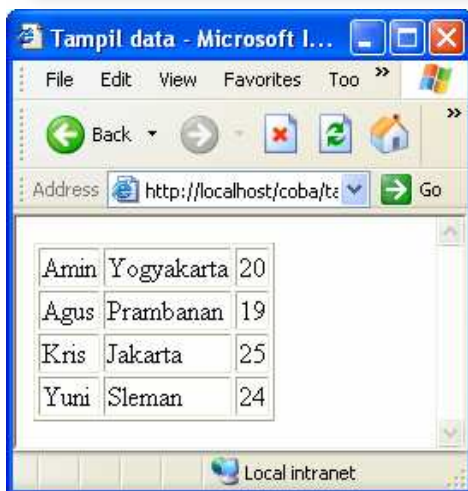 Tampil data - Microsoft I...
File Edit View Favorites Too »
Back »
Address http://localhost/coba/ta Go
Amin Yogyakarta 20
Agus Prambanan 19
Kris Jakarta 25
Yuni Sleman 24
Local intranet